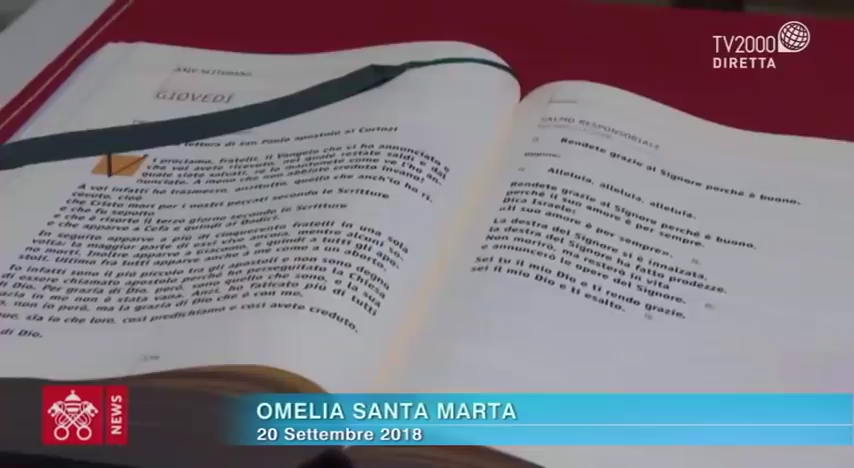 TV2000
DIRETTA
GIOVEDÌ
lettura di san Paolo apostolo ai Corinzi
i proclamo, fratelli, il Vangelo che vi ho annunciato e
che voi avete ricevuto, nel quale restate saldi e dal
quale siete salvati, se lo mantenete come ve l'ho an-
nunciato. A meno che non abbiate creduto invano!
A voi infatti ho trasmesso, anzitutto, quello che anch'io ho ri-
cevuto, cioè
che Cristo morì per i nostri peccati secondo le Scritture
e che fu sepolto
e che è risorto il terzo giorno secondo le Scritture
e che apparve a Cefa e quindi ai Dodici.
In seguito apparve a più di cinquecento fratelli in una sola
volta: la maggior parte di essi vive ancora, mentre alcuni so-
no morti. Inoltre apparve a Giacomo, e quindi a tutti gli apo-
stoli. Ultimo fra tutti apparve anche a me come a un aborto.
Io infatti sono il più piccolo tra gli apostoli e non sono degno
di essere chiamato apostolo perché ho perseguitato la Chiesa
di Dio. Per grazia di Dio, però, sono quello che sono, e la sua
grazia in me non è stata vana. Anzi, ho faticato più di tutti
, non io però, ma la grazia di Dio che è con me.
que, sia io che loro, così predichiamo e così avete creduto.
di Dio.
SALMO RESPONSORIALE
Rendete grazie al Signore perché è buono.
Alleluia, alleluia, alleluia.
Rendete grazie al Signore perché è buono,
perché il suo amore è per sempre.
Dica Israele:
«Il suo amore è per sempre».
La destra del Signore si è innalzata,
la destra del Signore ha fatto prodezze.
Non morirò, ma resterò in vita
e annuncerò le opere del Signore.
Sei tu il mio Dio e ti rendo grazie,
sei il mio Dio e ti esalto.
NEWS
OMELIA SANTA MARTA
20 Settembre 2018